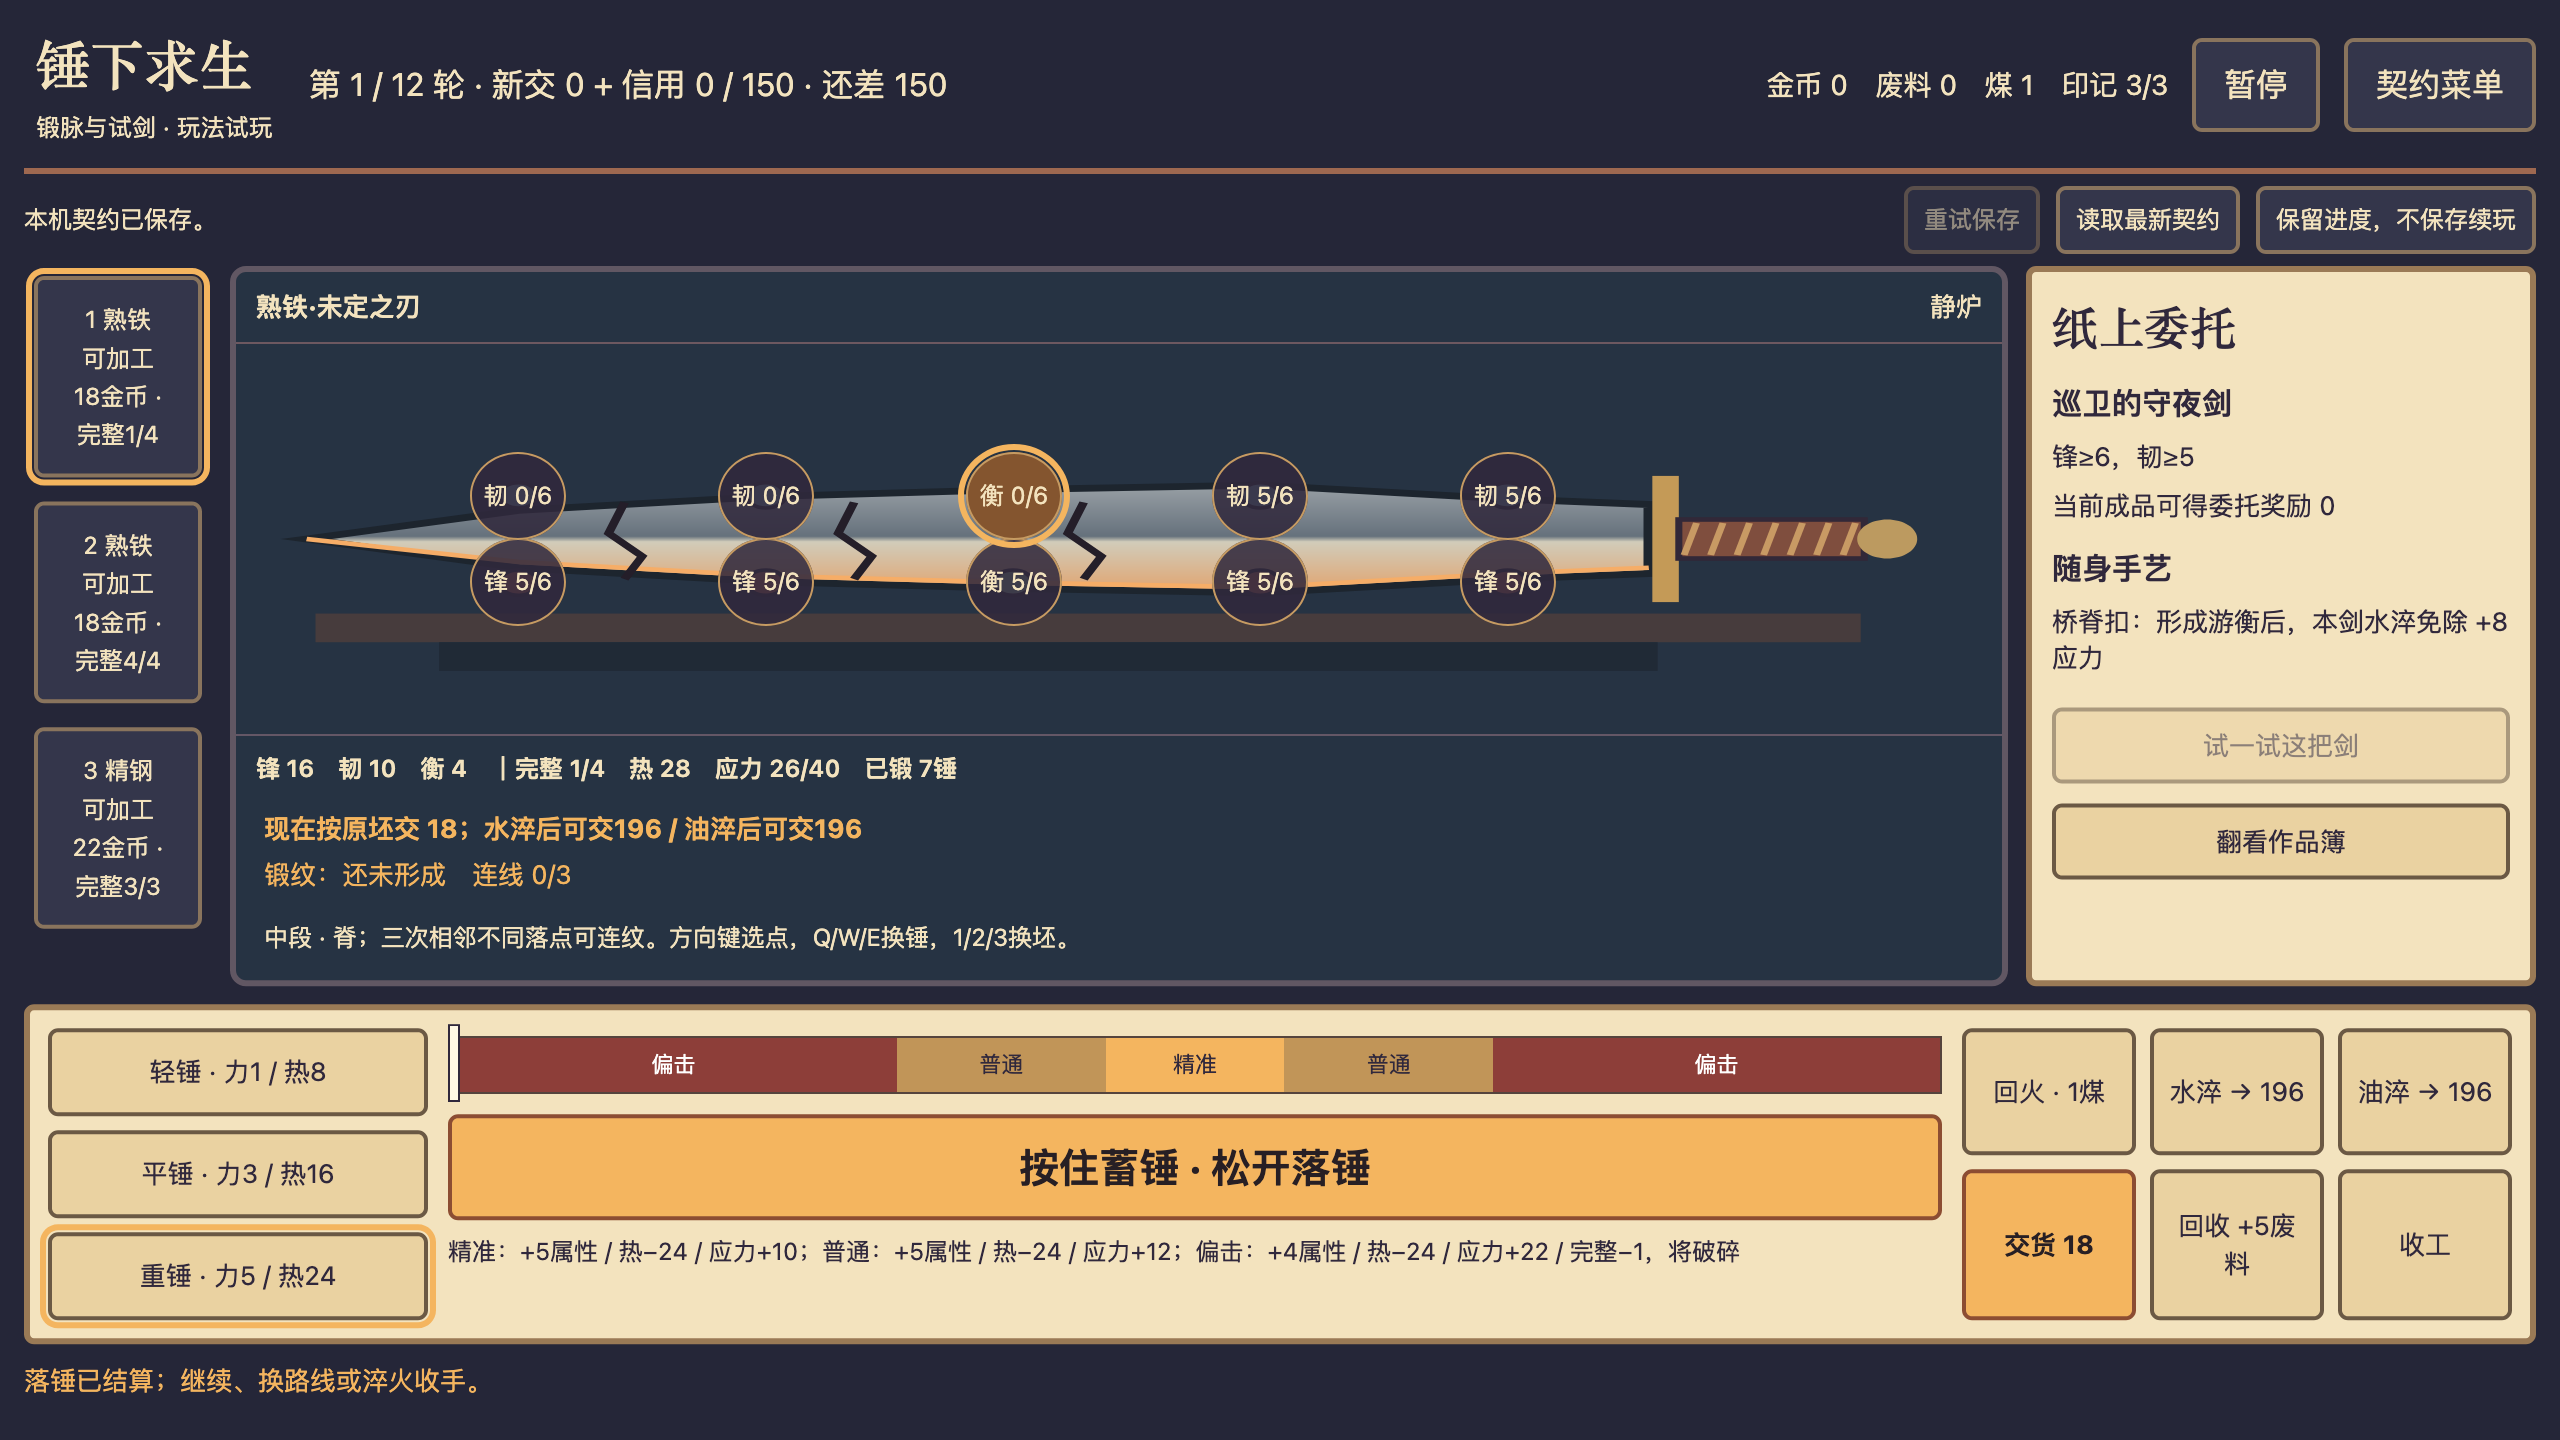 锤下求生
锻脉与试剑 · 玩法试玩
第 1 / 12 轮 · 新交 0 + 信用 0 / 150 · 还差 150
金币 0 废料 0 煤 1 印记 3/3
暂停
契约菜单
本机契约已保存。
重试保存
读取最新契约
保留进度，不保存续玩
1 熟铁
可加工
18金币 ·
完整1/4
2 熟铁
可加工
18金币 ·
完整4/4
3 精钢
可加工
22金币 ·
完整3/3
熟铁·未定之刃
静炉
韧 0/6
韧 0/6
衡 0/6
韧 5/6
韧 5/6
锋 5/6
锋 5/6
衡 5/6
锋 5/6
锋 5/6
锋 16 韧 10 衡 4 ｜完整 1/4 热 28 应力 26/40 已锻 7锤
现在按原坯交 18；水淬后可交196 / 油淬后可交196
锻纹：还未形成 连线 0/3
中段 · 脊；三次相邻不同落点可连纹。方向键选点，Q/W/E换锤，1/2/3换坯。
纸上委托
巡卫的守夜剑
锋≥6，韧≥5
当前成品可得委托奖励 0
随身手艺
桥脊扣：形成游衡后，本剑水淬免除 +8
应力
试一试这把剑
翻看作品簿
轻锤 · 力1 / 热8
平锤 · 力3 / 热16
重锤 · 力5 / 热24
偏击
普通
精准
普通
偏击
按住蓄锤 · 松开落锤
精准：+5属性 / 热−24 / 应力+10；普通：+5属性 / 热−24 / 应力+12；偏击：+4属性 / 热−24 / 应力+22 / 完整−1，将破碎
回火 · 1煤
水淬 → 196
油淬 → 196
交货 18
回收 +5废
料
收工
落锤已结算；继续、换路线或淬火收手。